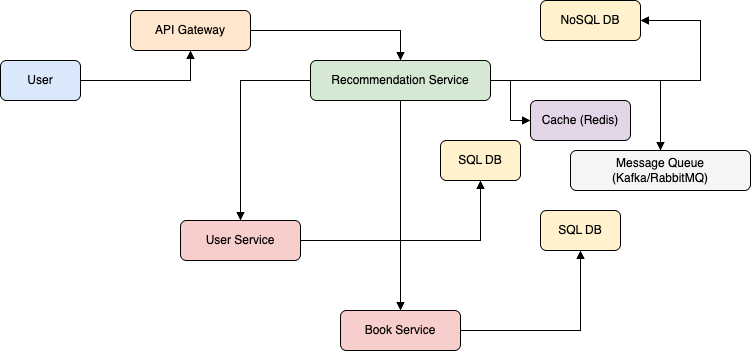 NoSQL DB
API Gateway
User
Recommendation Service
Cache (Redis)
SQL DB
Message Queue
(Kafka/RabbitMQ)
User Service
SQL DB
Book Service